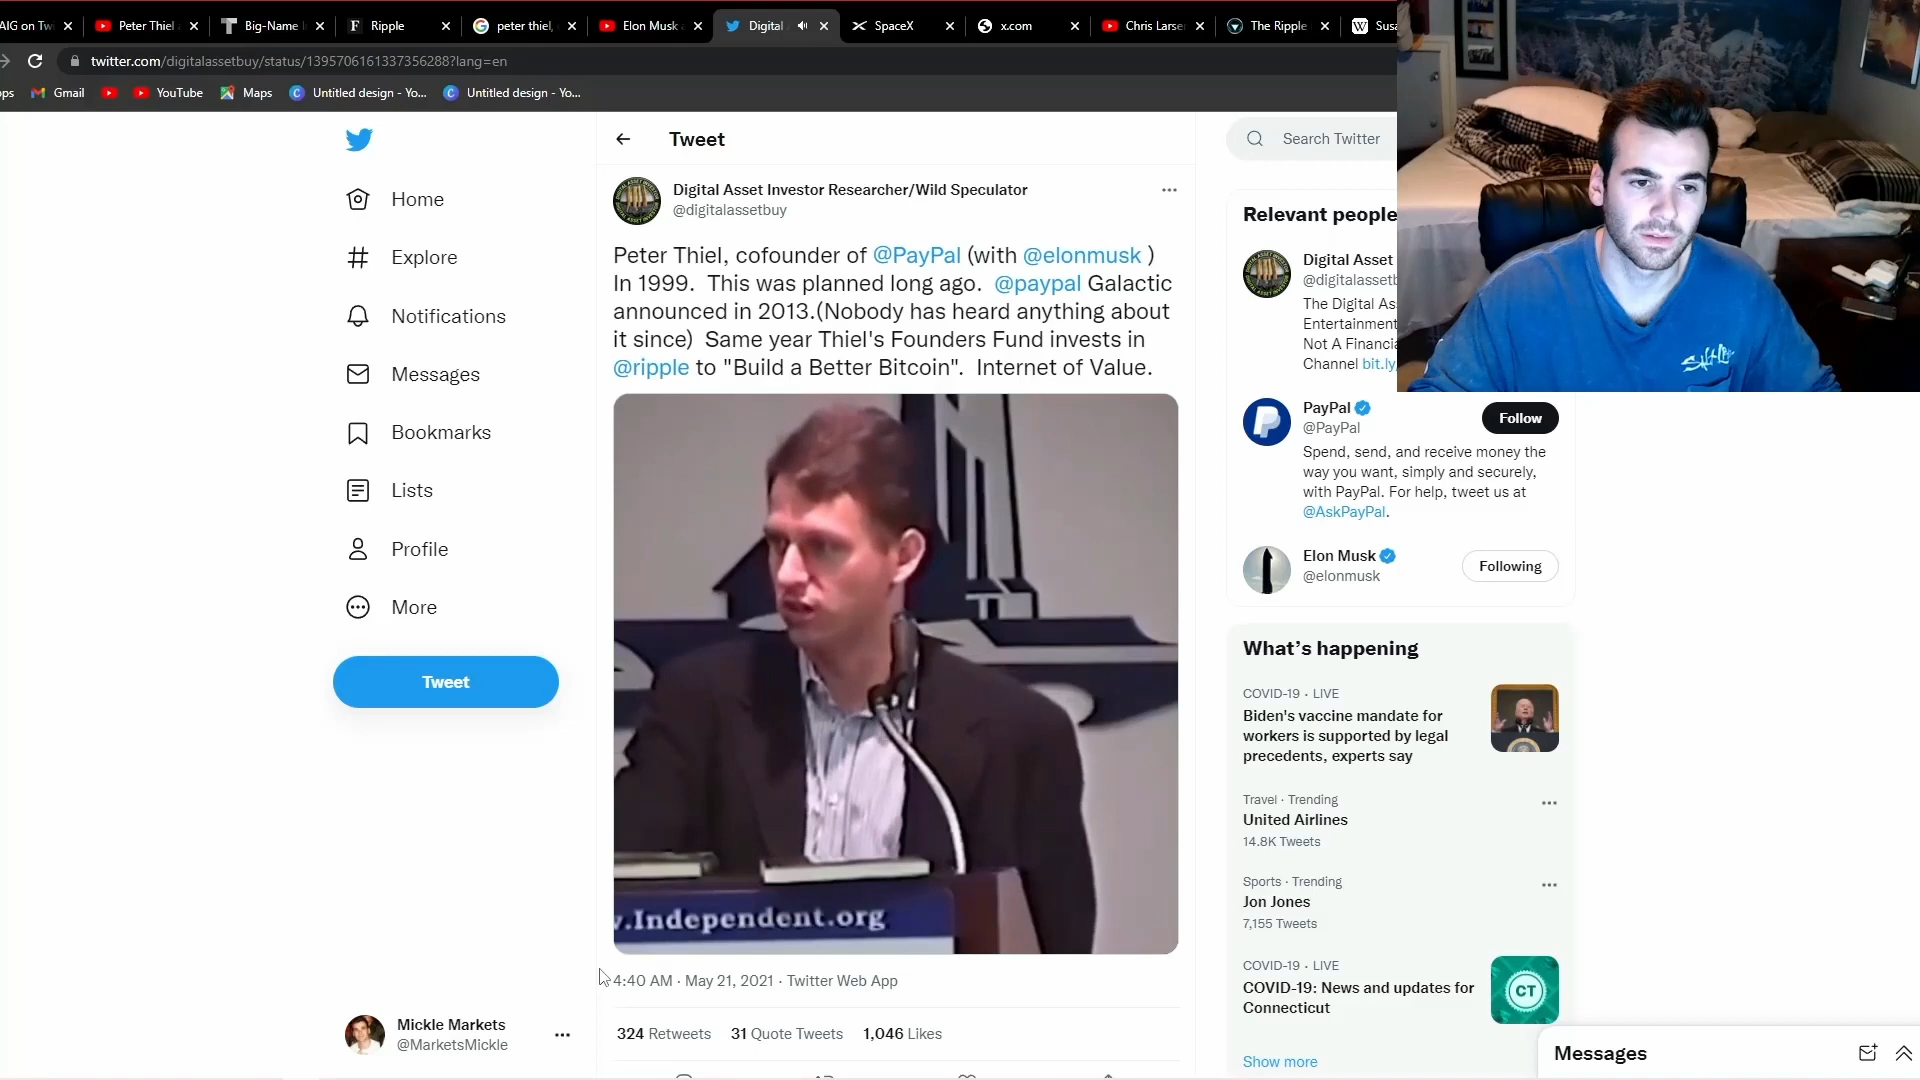 AIG on Tw
Peter Thiel
Big-Name
Ripple
peter thiel,
Elon Musk
Digital
SpaceX
x.com
Chris Larse
The Ripple
Susa
twitter.com/digitalassetbuy/status/1395706161337356288?lang=en
ps
Gmail
YouTube
Maps
Untitled design - Yo...
Untitled design - Yo...
Home
Explore
Notifications
Messages
Bookmarks
Lists
Profile
More
Tweet
Mickle Markets
@MarketsMickle
Tweet
Digital Asset Investor Researcher/Wild Speculator
@digitalassetbuy
Peter Thiel, cofounder of @PayPal (with @elonmusk )
In 1999. This was planned long ago. @paypal Galactic
announced in 2013.(Nobody has heard anything about
it since) Same year Thiel's Founders Fund invests in
@ripple to "Build a Better Bitcoin". Internet of Value.
.Independent.org
4:40 AM · May 21, 2021 · Twitter Web App
324 Retweets 31 Quote Tweets 1,046 Likes
Search Twitter
Relevant people
Digital Asset
@digitalassetb
The Digital As
Entertainment
Not A Financia
Channel bit.ly
PayPal
@PayPal
Follow
Spend, send, and receive money the
way you want, simply and securely,
with PayPal. For help, tweet us at
@AskPayPal.
Elon Musk
@elonmusk
Following
What's happening
COVID-19 · LIVE
Biden's vaccine mandate for
workers is supported by legal
precedents, experts say
Travel · Trending
United Airlines
14.8K Tweets
Sports · Trending
Jon Jones
7,155 Tweets
COVID-19 · LIVE
COVID-19: News and updates for
Connecticut
CT
Show more
Messages